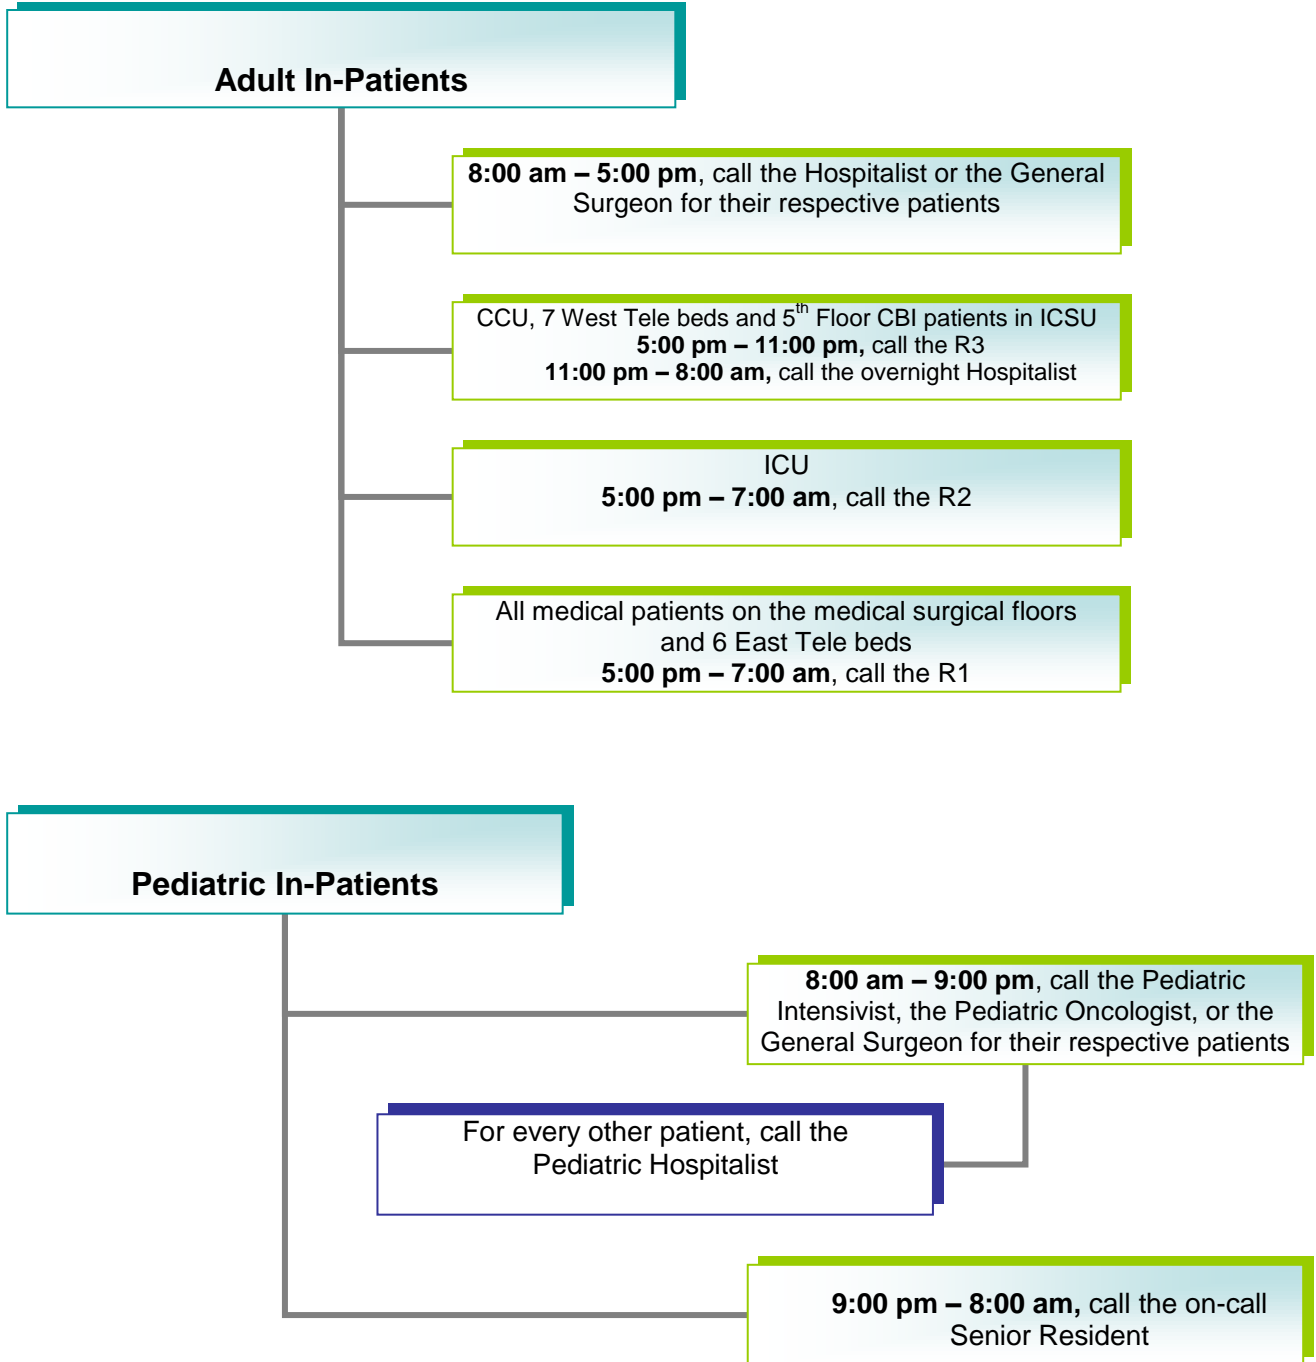 Adult In-Patients
8:00 am – 5:00 pm, call the Hospitalist or the General
Surgeon for their respective patients
CCU, 7 West Tele beds and 5th Floor CBI patients in ICSU
5:00 pm – 11:00 pm, call the R3
11:00 pm – 8:00 am, call the overnight Hospitalist
ICU
5:00 pm – 7:00 am, call the R2
All medical patients on the medical surgical floors
and 6 East Tele beds
5:00 pm – 7:00 am, call the R1
Pediatric In-Patients
8:00 am – 9:00 pm, call the Pediatric
Intensivist, the Pediatric Oncologist, or the
General Surgeon for their respective patients
For every other patient, call the
Pediatric Hospitalist
9:00 pm – 8:00 am, call the on-call
Senior Resident